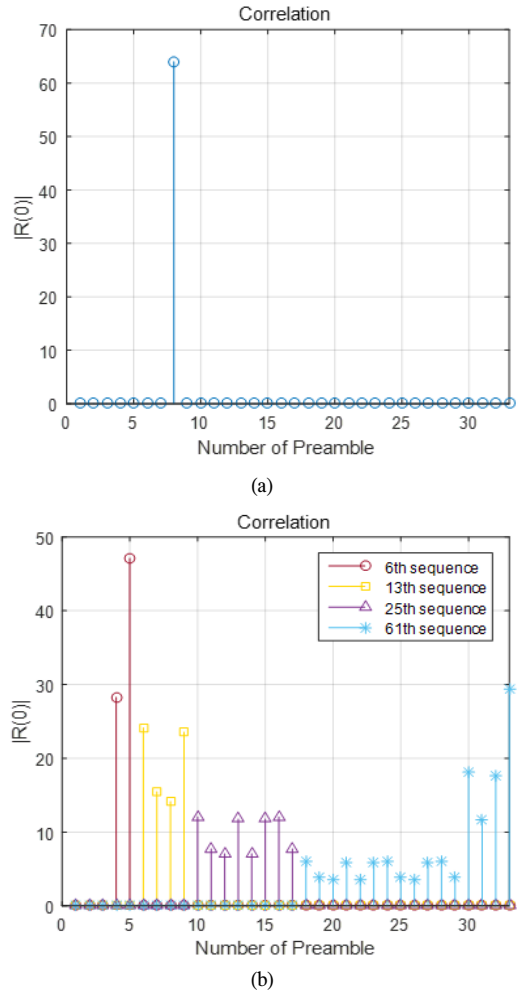 Correlation
70
60
50
40
30
20
10
0
|R(0)|
0 5 10 15 20 25 30
Number of Preamble
(a)
Correlation
50
40
30
20
10
0
|R(0)|
6th sequence
13th sequence
25th sequence
61th sequence
0 5 10 15 20 25 30
Number of Preamble
(b)